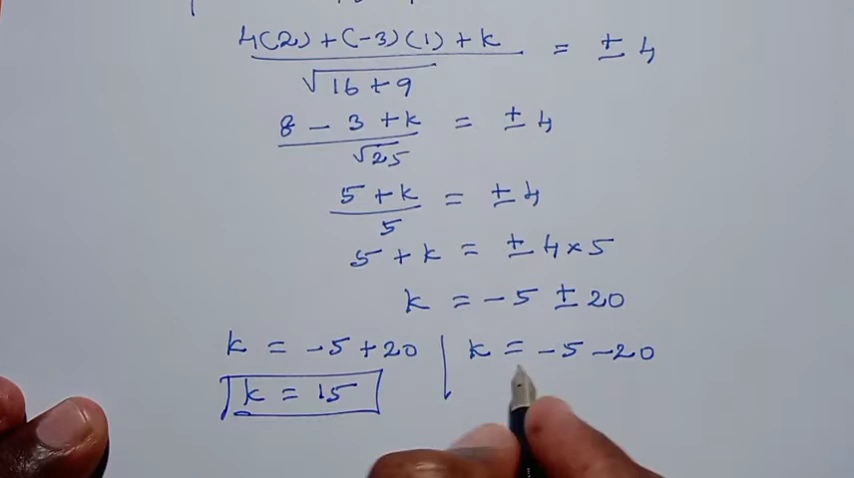 4(2) + (-3)(1) + k
= ± 4
√16 + 9
8 - 3 + k
= ± 4
√25
5 + k
= ± 4
5
5 + k = ± 4 × 5
k = -5 ± 20
k = -5 + 20
k = -5 - 20
k = 15